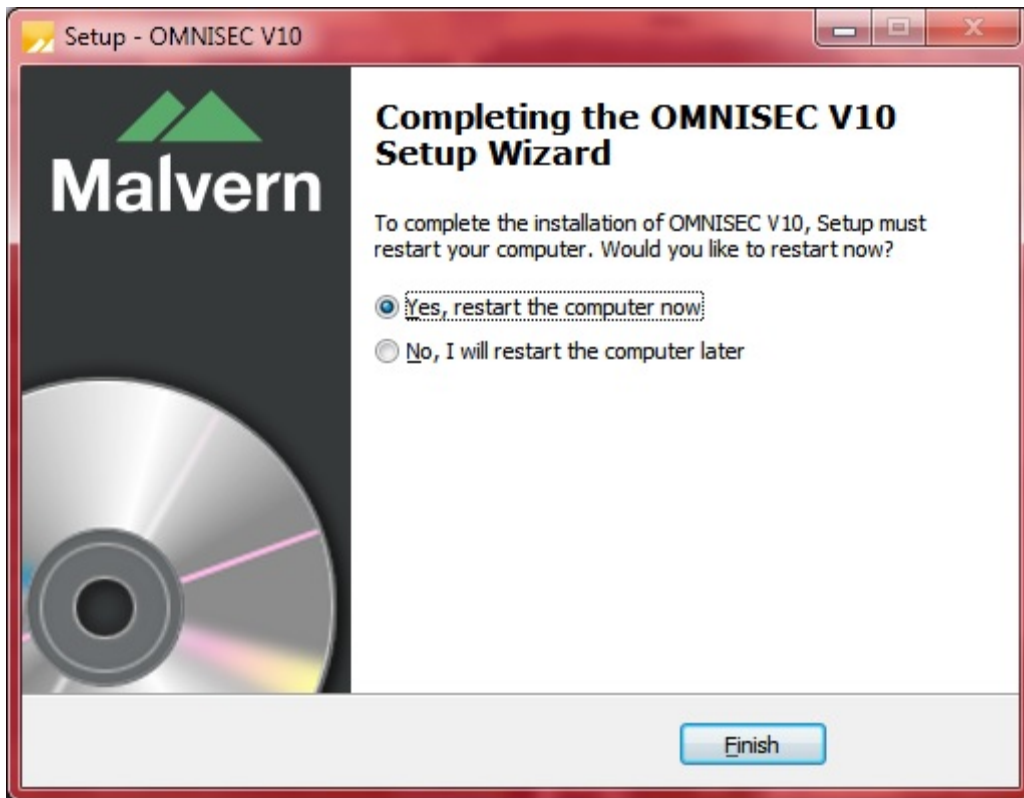 Setup - OMNISEC V10
Malvern
Completing the OMNISEC V10
Setup Wizard
To complete the installation of OMNISEC V10, Setup must
restart your computer. Would you like to restart now?
Yes, restart the computer now
No, I will restart the computer later
Finish